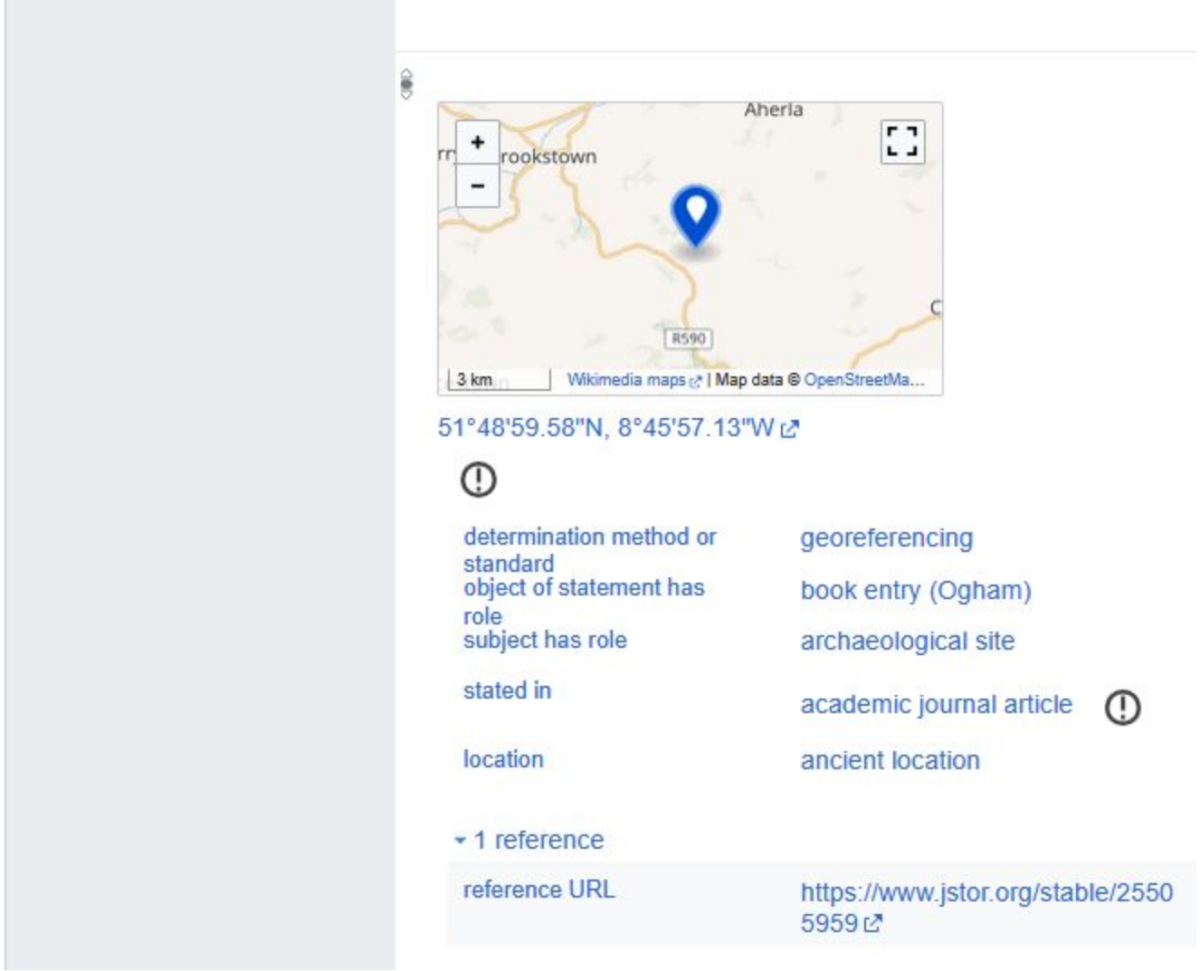 Aherla
+
rr
rookstown
−
C
R590
3 km
Wikimedia maps | Map data © OpenStreetMa...
51°48'59.58"N, 8°45'57.13"W
determination method or
standard
georeferencing
object of statement has
role
book entry (Ogham)
subject has role
archaeological site
stated in
academic journal article
location
ancient location
1 reference
reference URL
https://www.jstor.org/stable/2550
5959